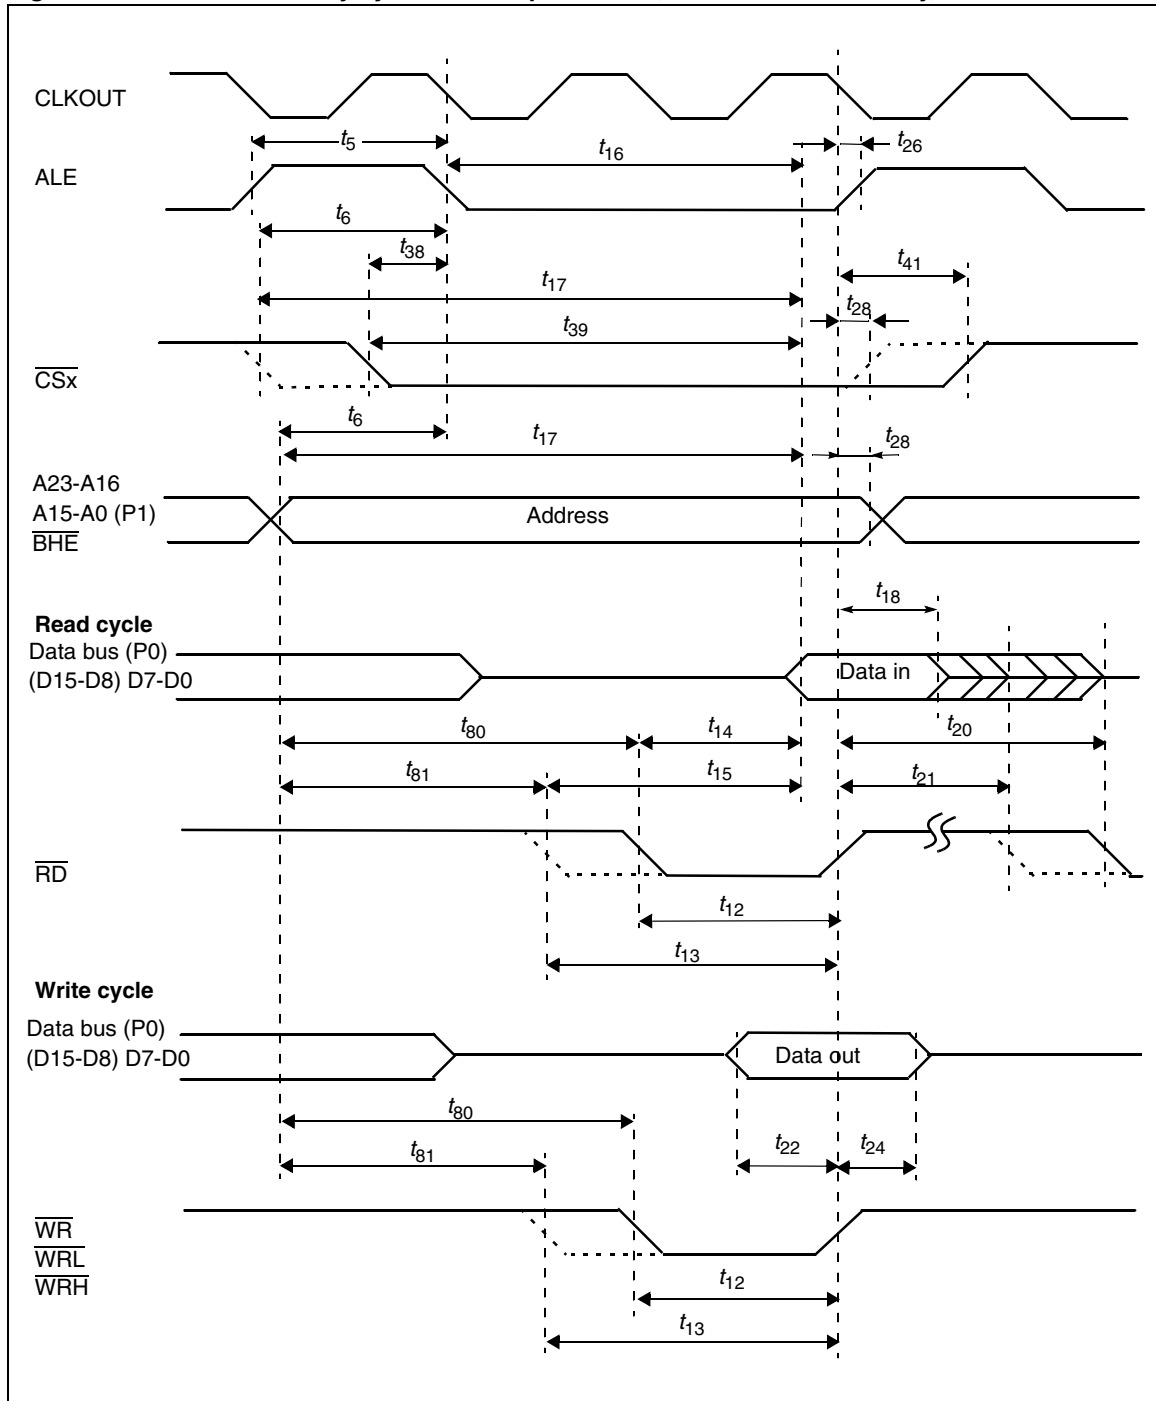 CLKOUT
t5
t16
t26
ALE
t6
t38
t41
t17
t28
t39
CSx
t6
t17
t28
A23-A16
A15-A0 (P1)
Address
BHE
t18
Read cycle
Data bus (P0)
Data in
(D15-D8) D7-D0
t80
t14
t20
t81
t15
t21
RD
t12
t13
Write cycle
Data bus (P0)
Data out
(D15-D8) D7-D0
t80
t81
t22
t24
WR
WRL
WRH
t12
t13